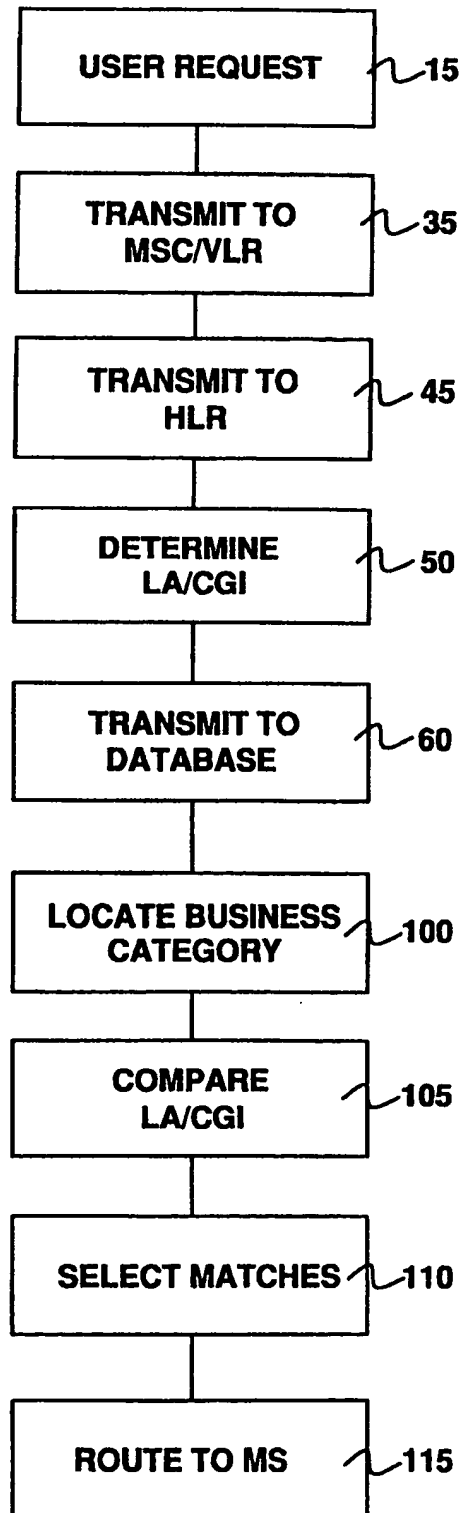 USER REQUEST 15
TRANSMIT TO
MSC/VLR 35
TRANSMIT TO
HLR 45
DETERMINE
LA/CGI 50
TRANSMIT TO
DATABASE 60
LOCATE BUSINESS
CATEGORY 100
COMPARE
LA/CGI 105
SELECT MATCHES 110
ROUTE TO MS 115